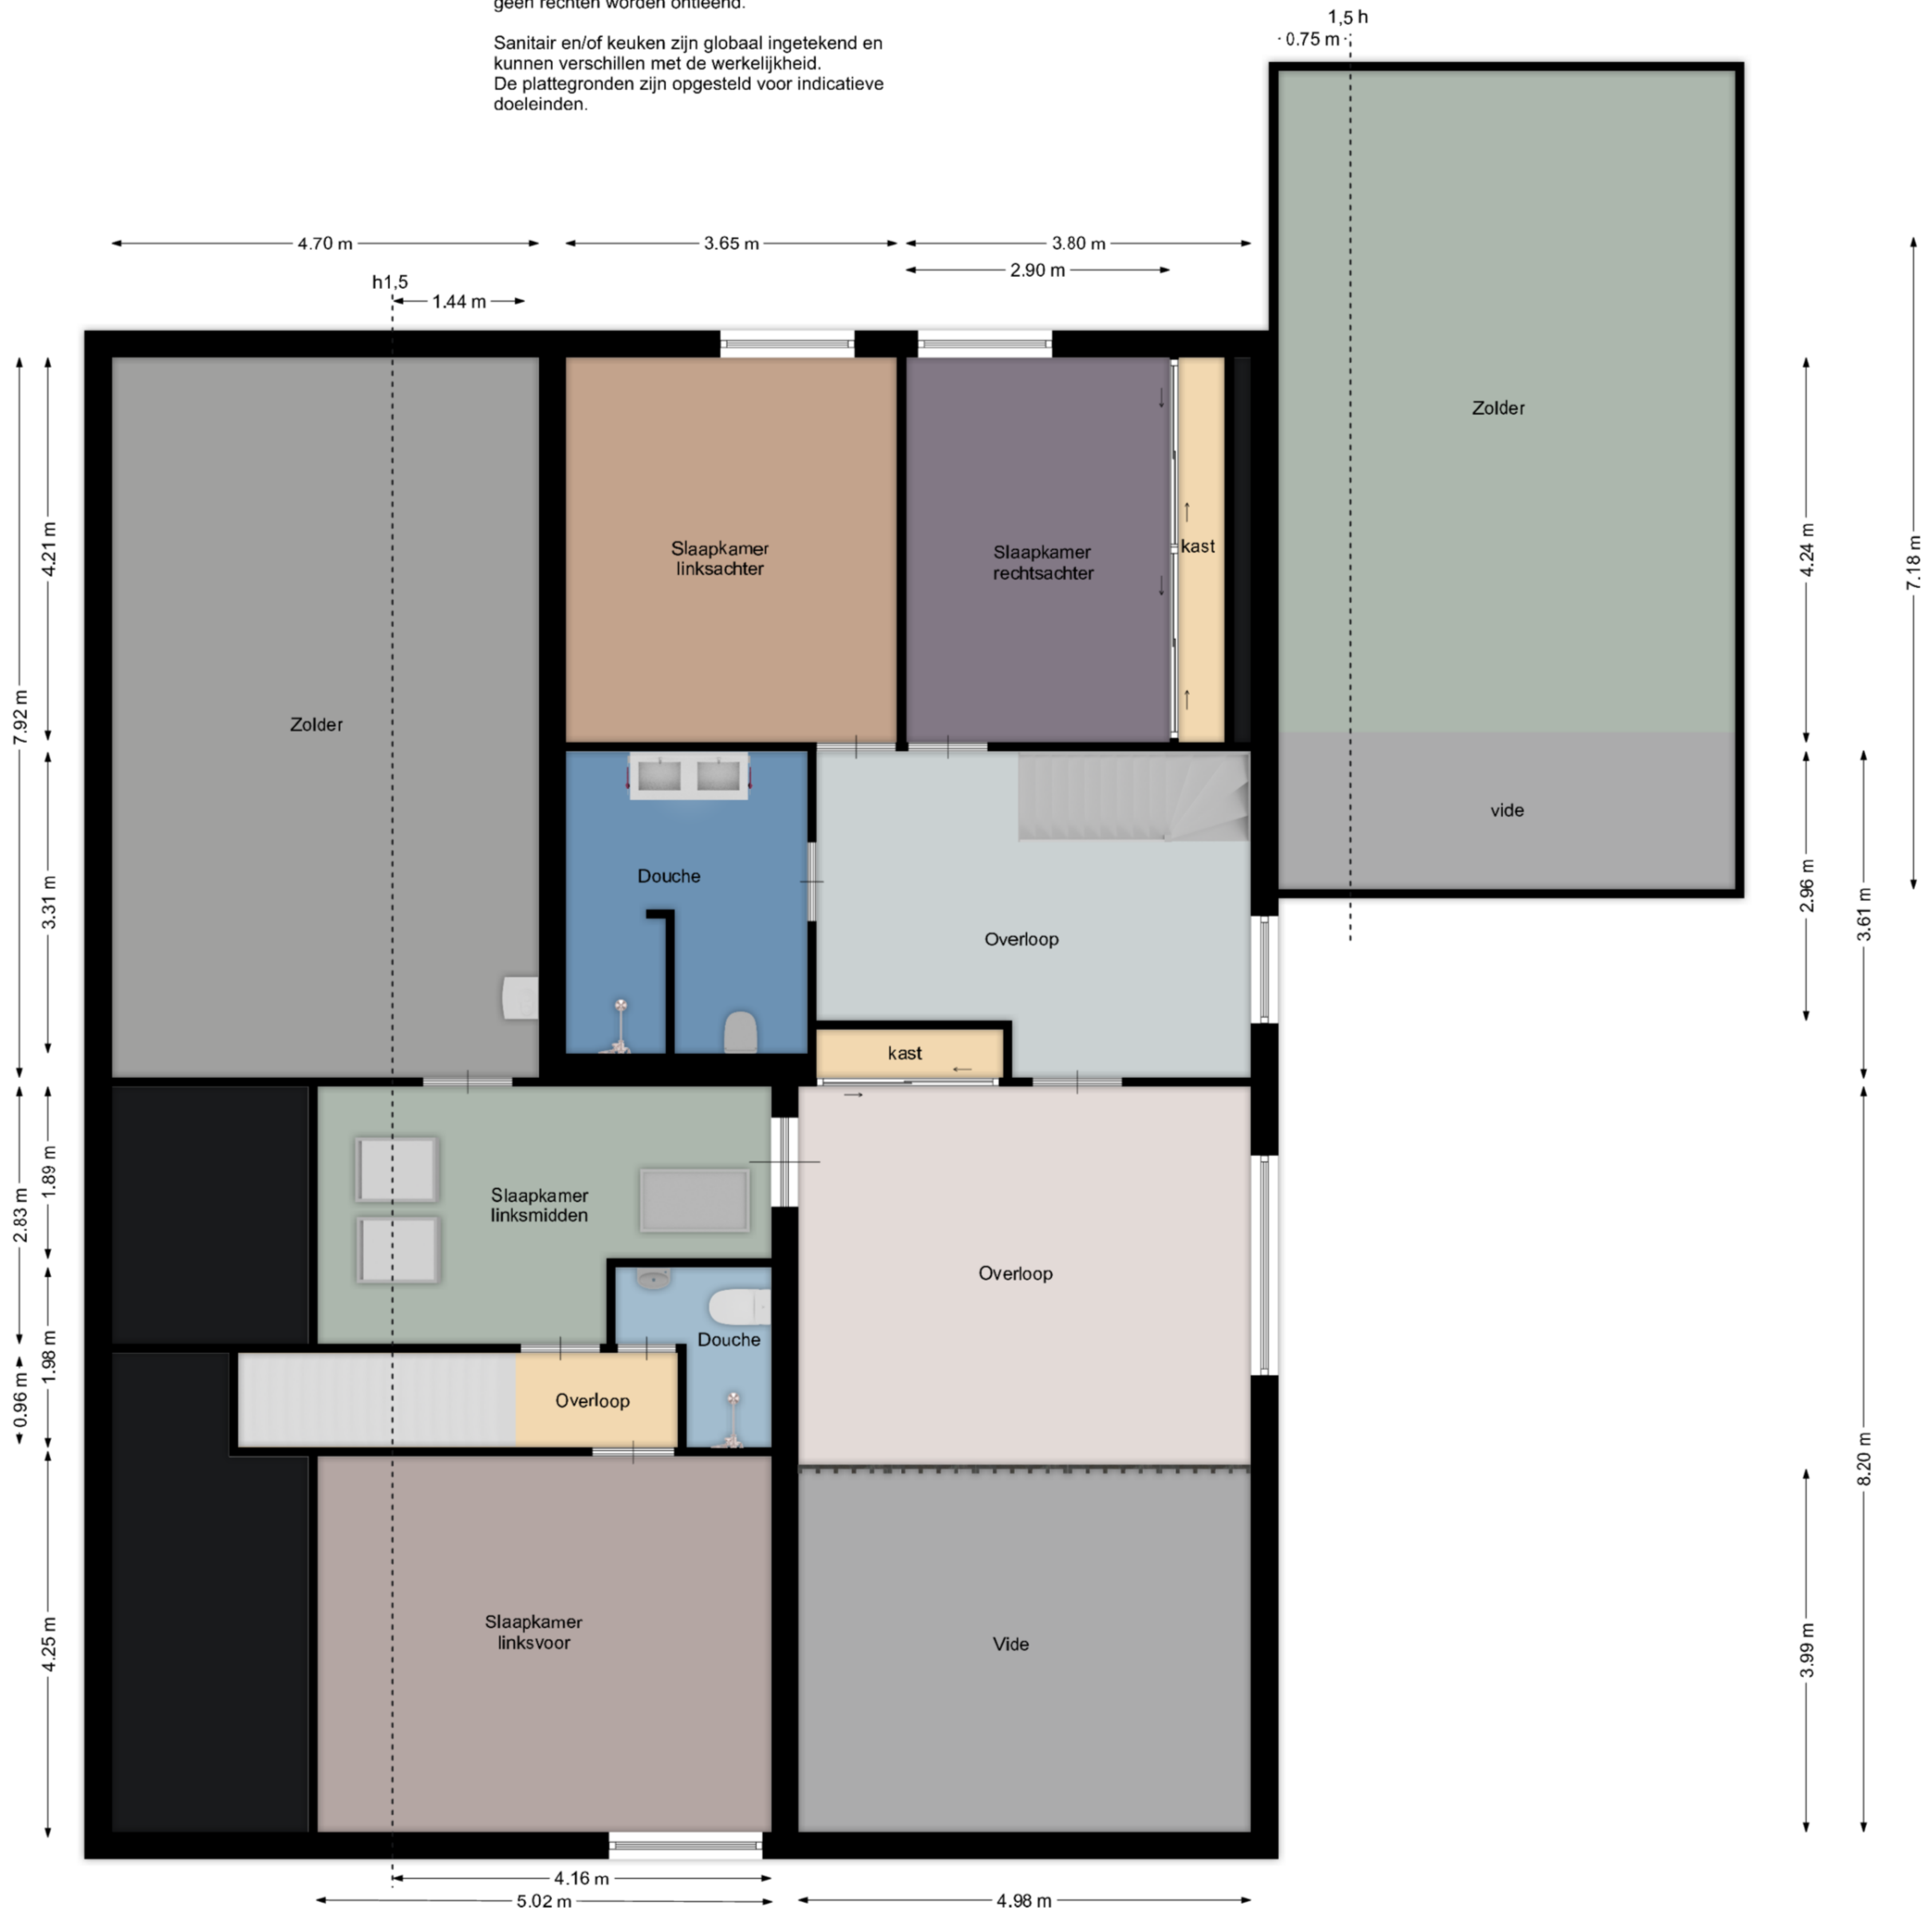 geen rechten worden ontleend.
Sanitair en/of keuken zijn globaal ingetekend en
kunnen verschillen met de werkelijkheid.
De plattegronden zijn opgesteld voor indicatieve
doeleinden.
1,5 h
0.75 m
4.70 m
3.65 m
3.80 m
2.90 m
h1,5
1.44 m
Zolder
Slaapkamer
linksachter
Slaapkamer
rechtsachter
kast
Zolder
vide
Douche
Overloop
kast
Slaapkamer
linksmidden
Overloop
Douche
Overloop
Slaapkamer
linksvoor
Vide
7.92 m
4.21 m
3.31 m
2.83 m
1.89 m
0.96 m
1.98 m
4.25 m
4.24 m
7.18 m
2.96 m
3.61 m
8.20 m
3.99 m
4.16 m
5.02 m
4.98 m